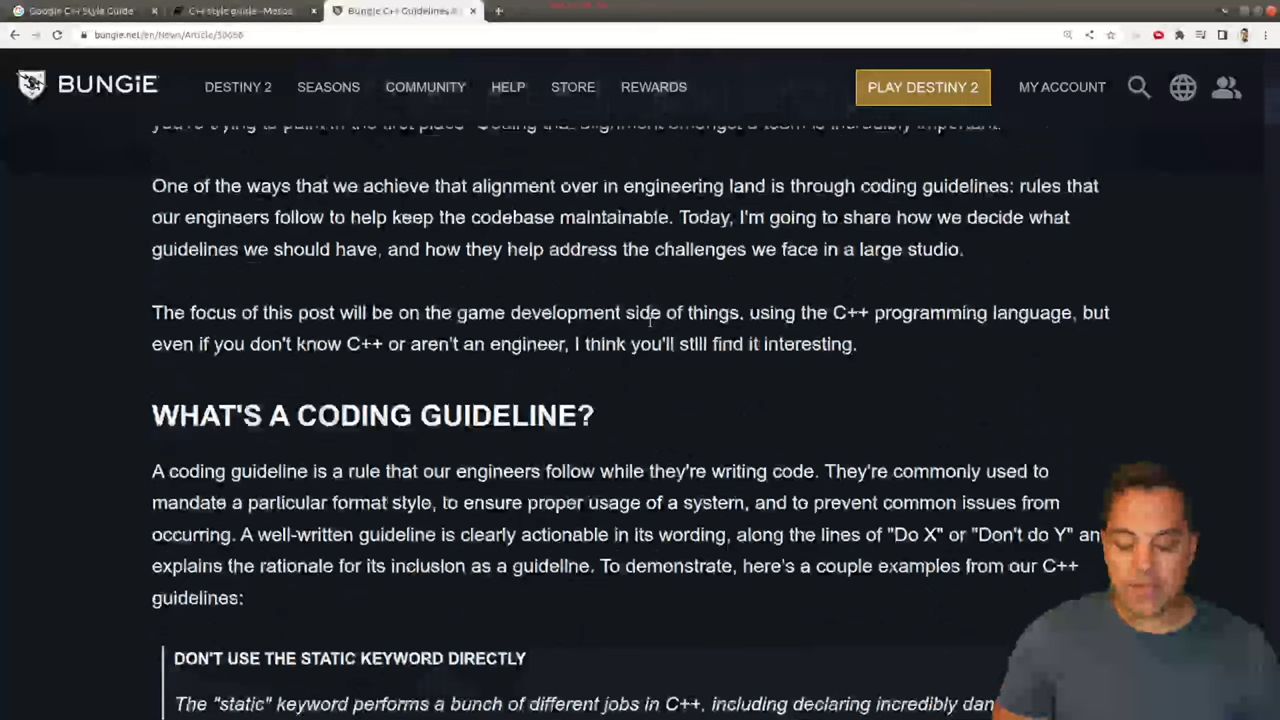 Google C++ Style Guide
C++ style guide - Mesos
Bungie C++ Guidelines &
bungie.net/en/News/Article/50666
BUNGiE
DESTINY 2 SEASONS COMMUNITY HELP STORE REWARDS PLAY DESTINY 2 MY ACCOUNT
alignment amongst a team is incredibly important.
One of the ways that we achieve that alignment over in engineering land is through coding guidelines: rules that
our engineers follow to help keep the codebase maintainable. Today, I'm going to share how we decide what
guidelines we should have, and how they help address the challenges we face in a large studio.
The focus of this post will be on the game development side of things, using the C++ programming language, but
even if you don't know C++ or aren't an engineer, I think you'll still find it interesting.
WHAT'S A CODING GUIDELINE?
A coding guideline is a rule that our engineers follow while they're writing code. They're commonly used to
mandate a particular format style, to ensure proper usage of a system, and to prevent common issues from
occurring. A well-written guideline is clearly actionable in its wording, along the lines of "Do X" or "Don't do Y" an
explains the rationale for its inclusion as a guideline. To demonstrate, here's a couple examples from our C++
guidelines:
DON'T USE THE STATIC KEYWORD DIRECTLY
The "static" keyword performs a bunch of different jobs in C++, including declaring incredibly dan